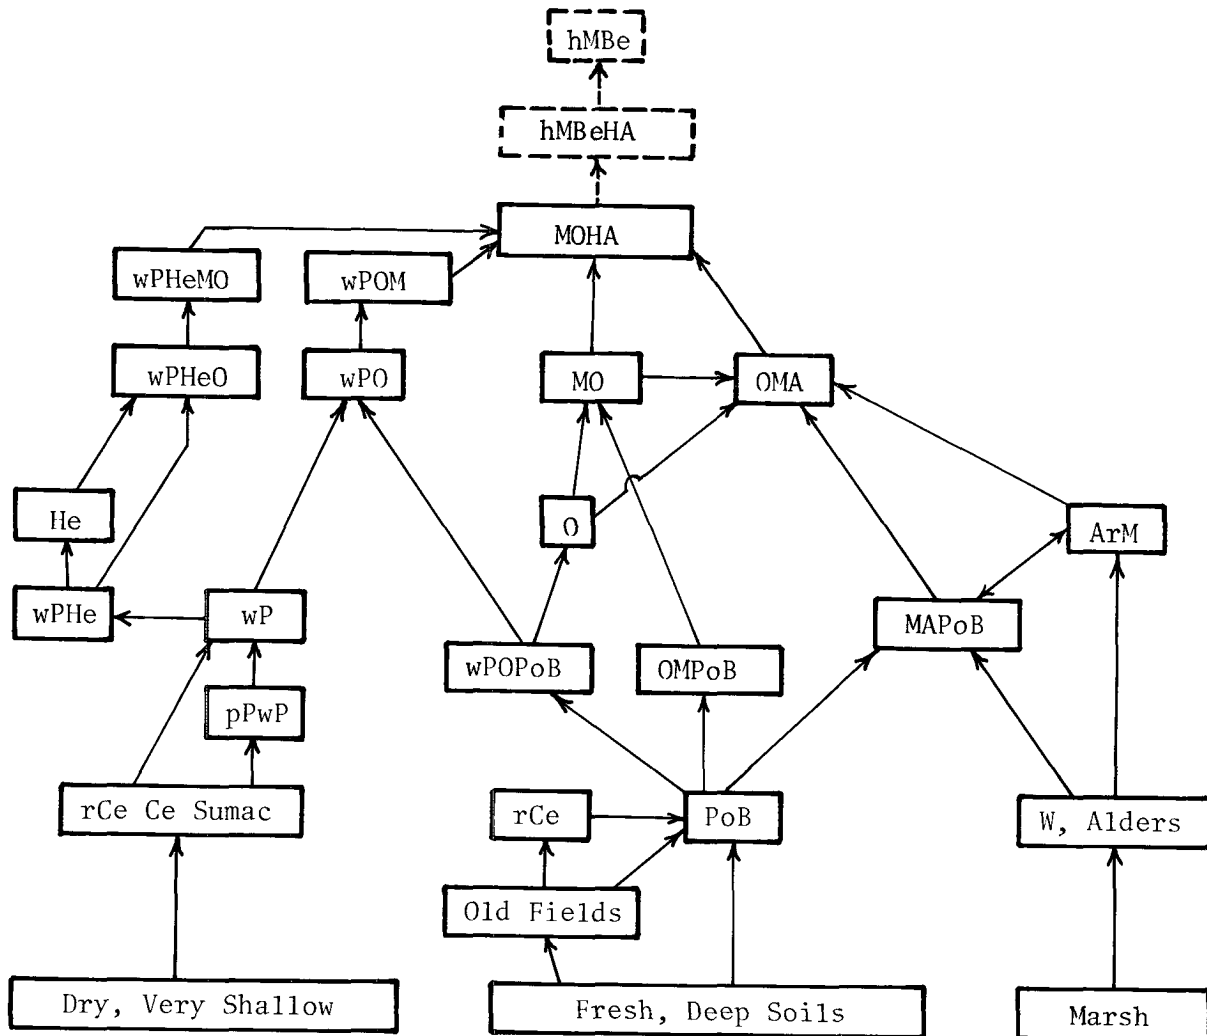 hMBe
hMBeHA
MOHA
wPHeMO
wPOM
wPHeO
wPO
MO
OMA
He
O
ArM
wPHe
wP
MAPoB
wPOPoB
OMPoB
pPwP
rCe Ce Sumac
rCe
PoB
W, Alders
Old Fields
Dry, Very Shallow
Fresh, Deep Soils
Marsh